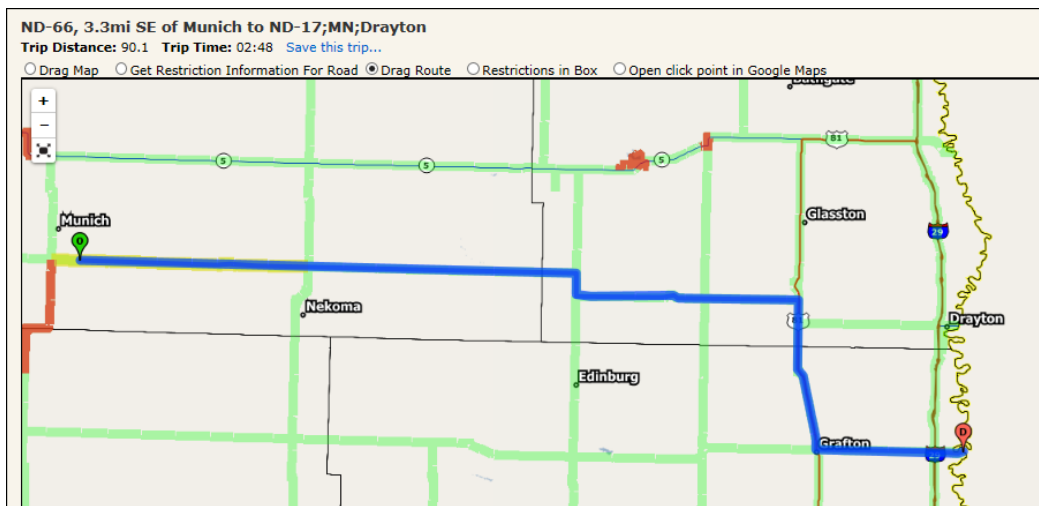 ND-66, 3.3mi SE of Munich to ND-17;MN;Drayton
Trip Distance: 90.1 Trip Time: 02:48 Save this trip...
Drag Map Get Restriction Information For Road Drag Route Restrictions in Box Open click point in Google Maps
+
−
Bathgate
81
5
5
5
Munich
Glasston
29
O
Nekoma
81
Drayton
Edinburg
D
Grafton